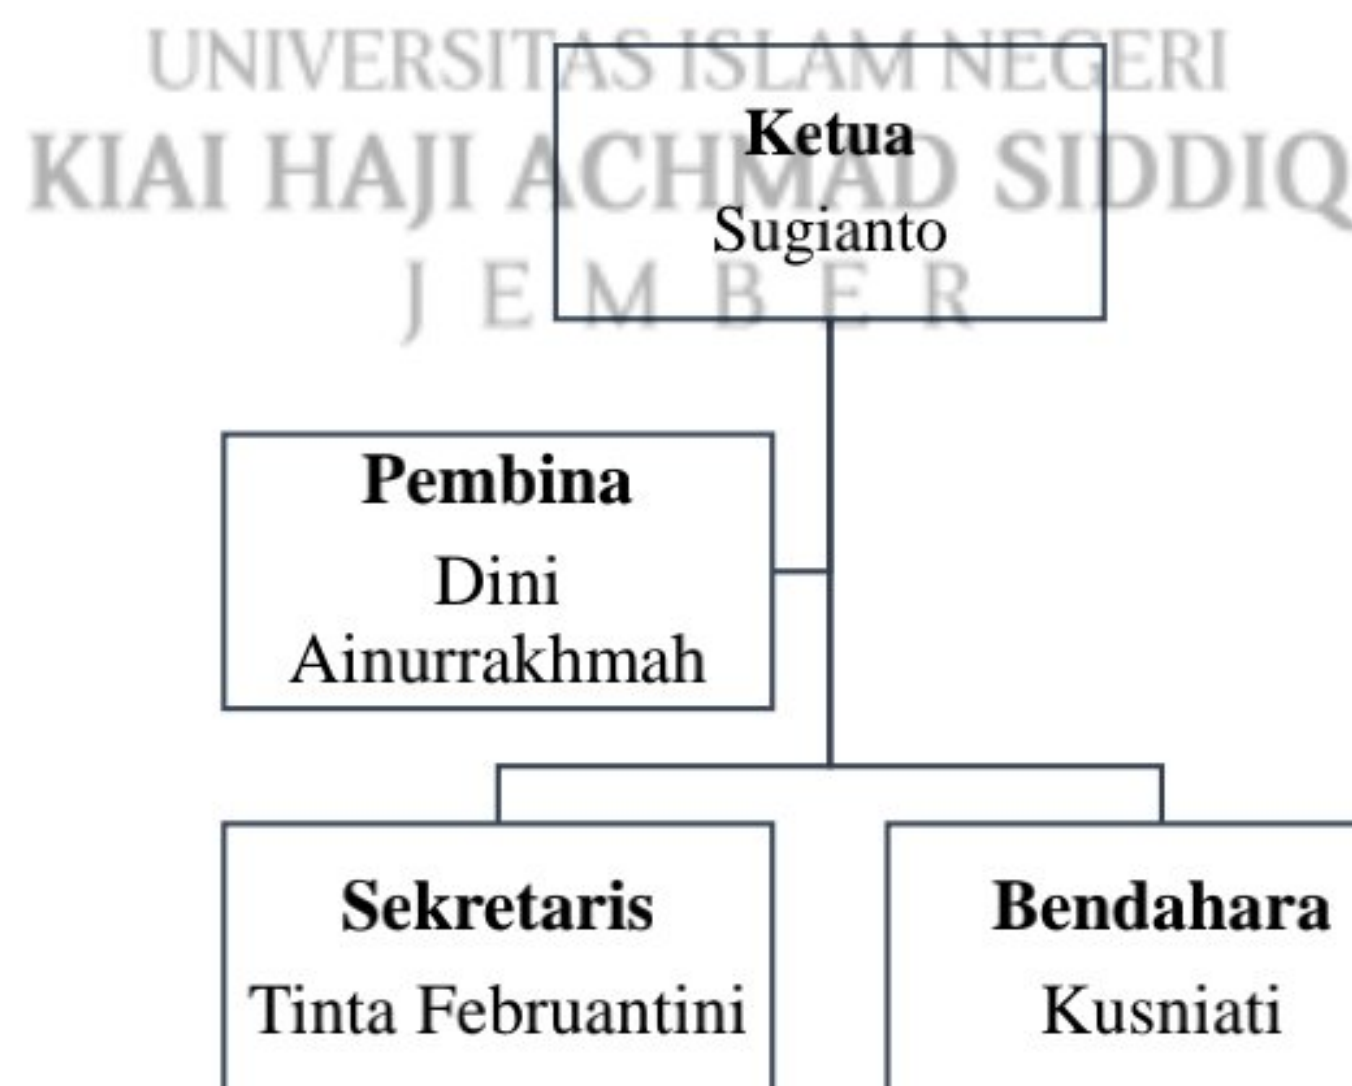 UNIVERSITAS ISLAM NEGERI
KIAI HAJI ACHMAD SIDDIQ
JEMBER
Ketua
Sugianto
Pembina
Dini
Ainurrakhmah
Sekretaris
Tinta Februantini
Bendahara
Kusniati